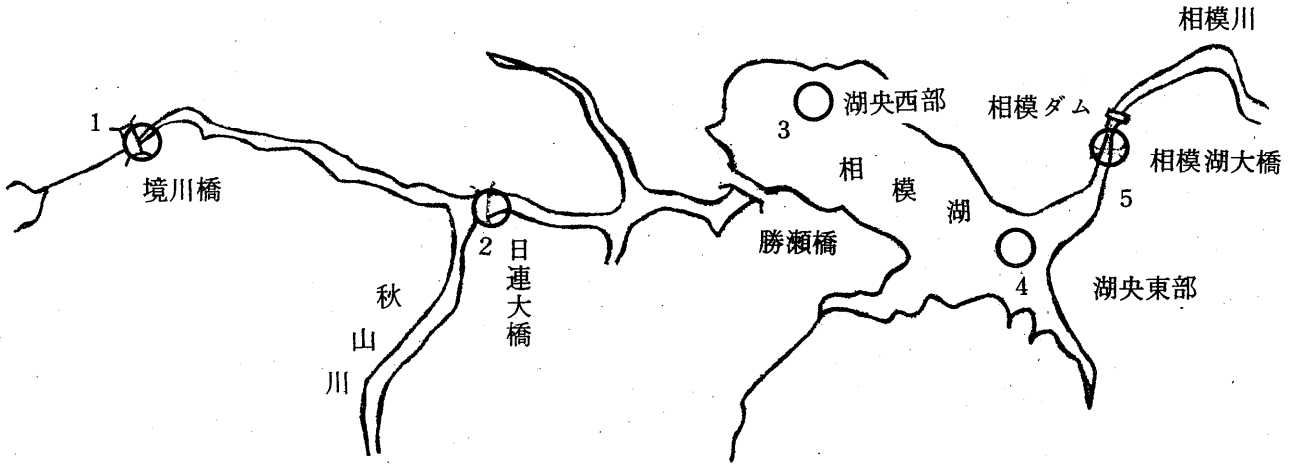 相模川
1
境川橋
2
日連大橋
秋山川
勝瀬橋
3
湖央西部
相模湖
相模ダム
相模湖大橋
5
4
湖央東部